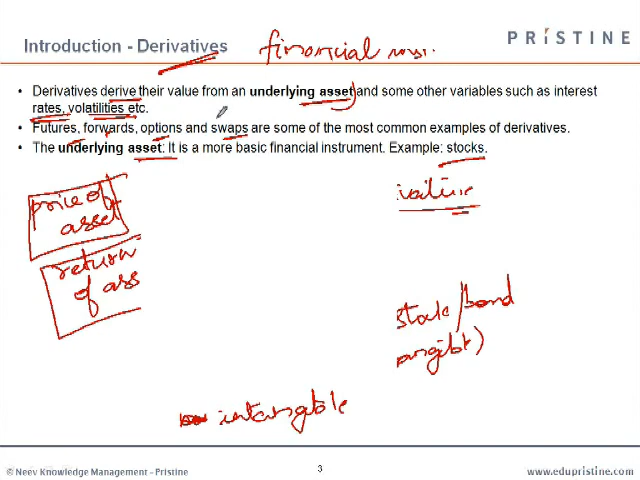 Introduction - Derivatives
financial
PRISTINE
• Derivatives derive their value from an underlying asset and some other variables such as interest
rates, volatilities etc.
• Futures, forwards, options and swaps are some of the most common examples of derivatives.
• The underlying asset: It is a more basic financial instrument. Example: stocks.
price of
asset
return
of ass
value
stock/bond
intangible
3
© Neev Knowledge Management - Pristine
www.edupristine.com